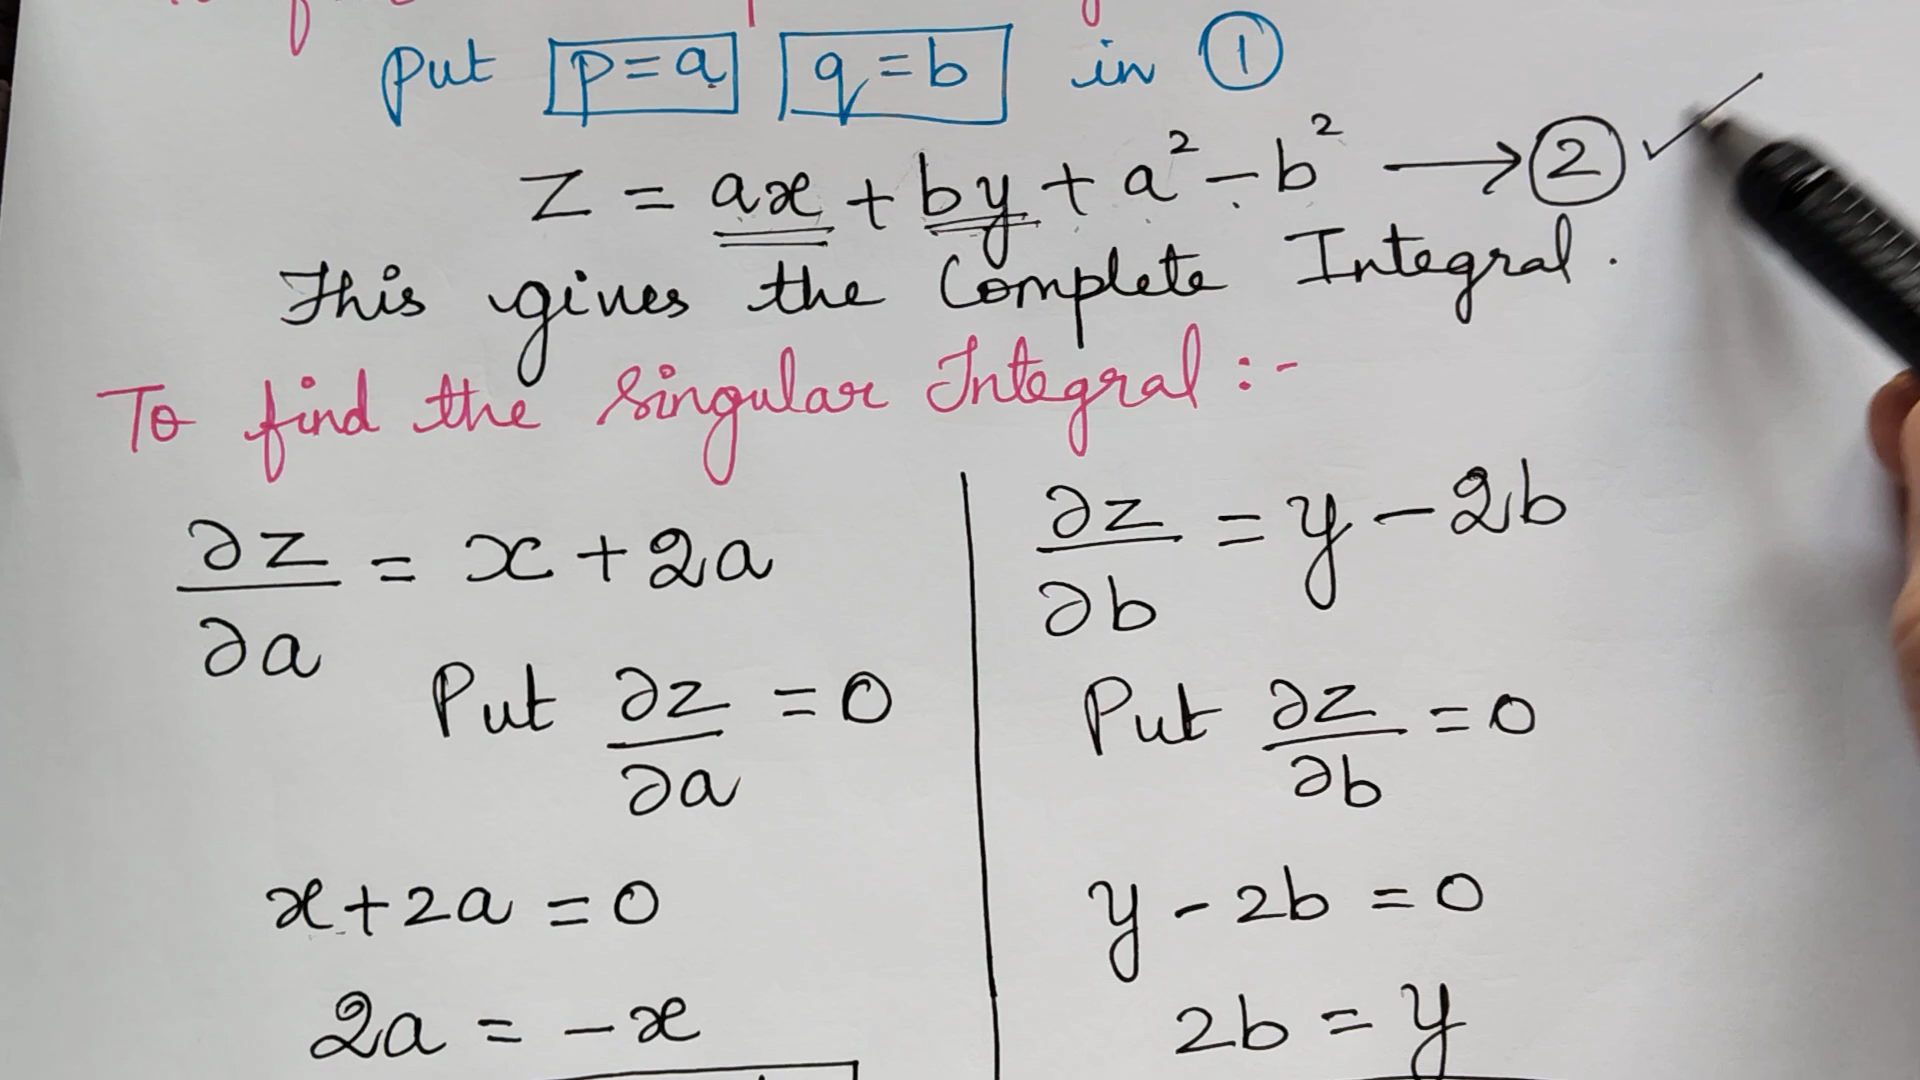 Put p=a q=b in ①
z = ax + by + a² - b² → ②
This gives the Complete Integral.
To find the Singular Integral :-
∂z/∂a = x + 2a
Put ∂z/∂a = 0
x + 2a = 0
2a = -x
∂z/∂b = y - 2b
Put ∂z/∂b = 0
y - 2b = 0
2b = y